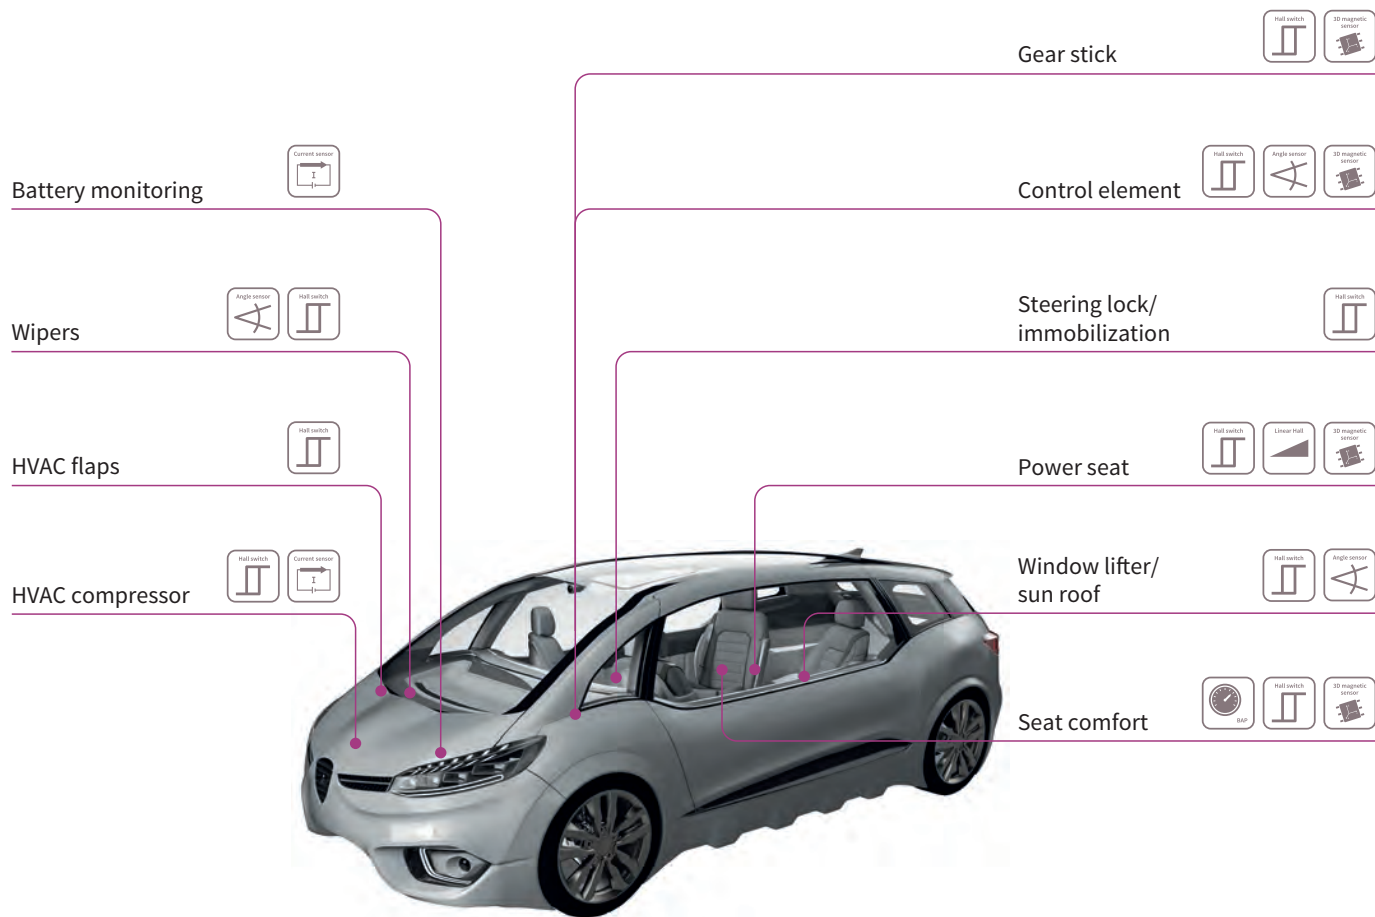 Hall switch
3D magnetic
sensor
Gear stick
Current sensor
I
Battery monitoring
Hall switch
Angle sensor
3D magnetic
sensor
Control element
Angle sensor
Hall switch
Wipers
Hall switch
Steering lock/
immobilization
Hall switch
HVAC flaps
Hall switch
Linear Hall
3D magnetic
sensor
Power seat
Hall switch
Current sensor
I
HVAC compressor
Hall switch
Angle sensor
Window lifter/
sun roof
BAP
Hall switch
3D magnetic
sensor
Seat comfort